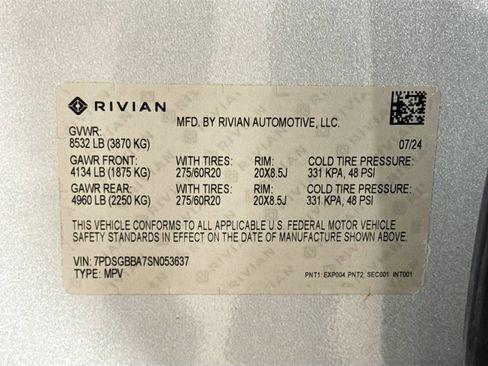 RIVIAN
MFD. BY RIVIAN AUTOMOTIVE, LLC.
GVWR:
8532 LB (3870 KG) 07/24
GAWR FRONT: WITH TIRES: RIM: COLD TIRE PRESSURE:
4134 LB (1875 KG) 275/60R20 20X8.5J 331 KPA, 48 PSI
GAWR REAR: WITH TIRES: RIM: COLD TIRE PRESSURE:
4960 LB (2250 KG) 275/60R20 20X8.5J 331 KPA, 48 PSI
THIS VEHICLE CONFORMS TO ALL APPLICABLE U.S. FEDERAL MOTOR VEHICLE
SAFETY STANDARDS IN EFFECT ON THE DATE OF MANUFACTURE SHOWN ABOVE.
VIN: 7PDSGBBA7SN053637
TYPE: MPV
PNT1: EXP004 PNT2: SEC001 INT001